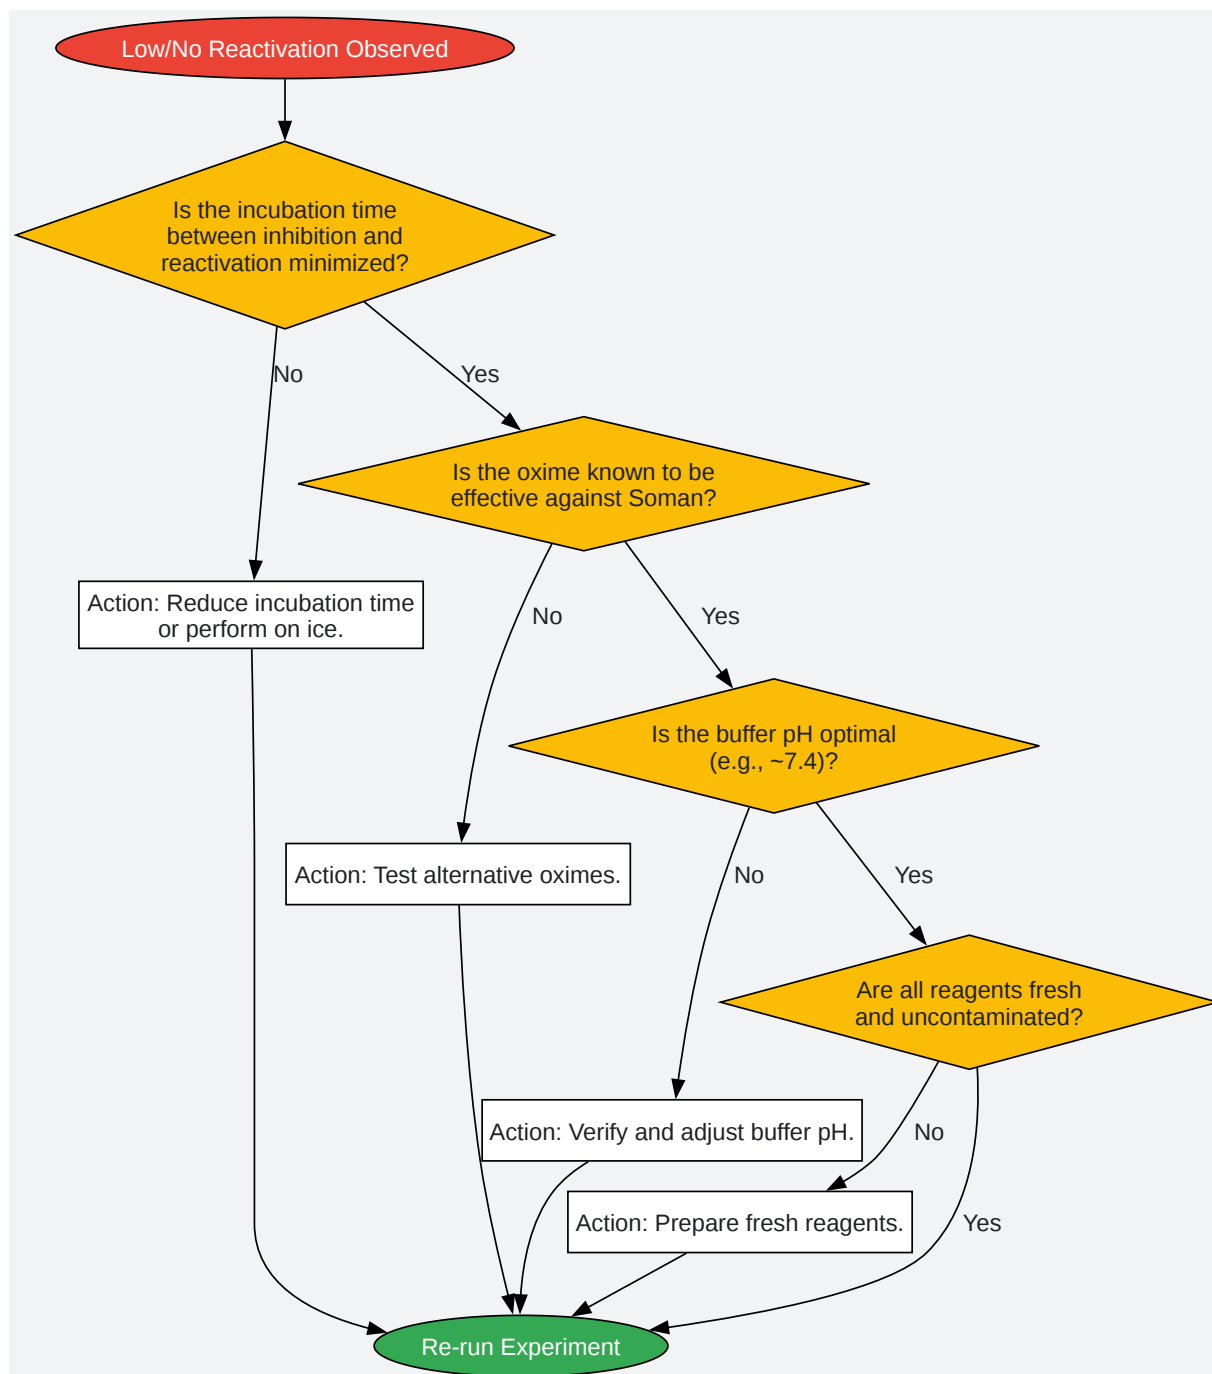 Low/No Reactivation Observed
Is the incubation time
between inhibition and
reactivation minimized?
No
Yes
Is the oxime known to be
effective against Soman?
Action: Reduce incubation time
or perform on ice.
No
Yes
Is the buffer pH optimal
(e.g., ~7.4)?
Action: Test alternative oximes.
No
Yes
Are all reagents fresh
and uncontaminated?
Action: Verify and adjust buffer pH.
No
Action: Prepare fresh reagents.
Yes
Re-run Experiment